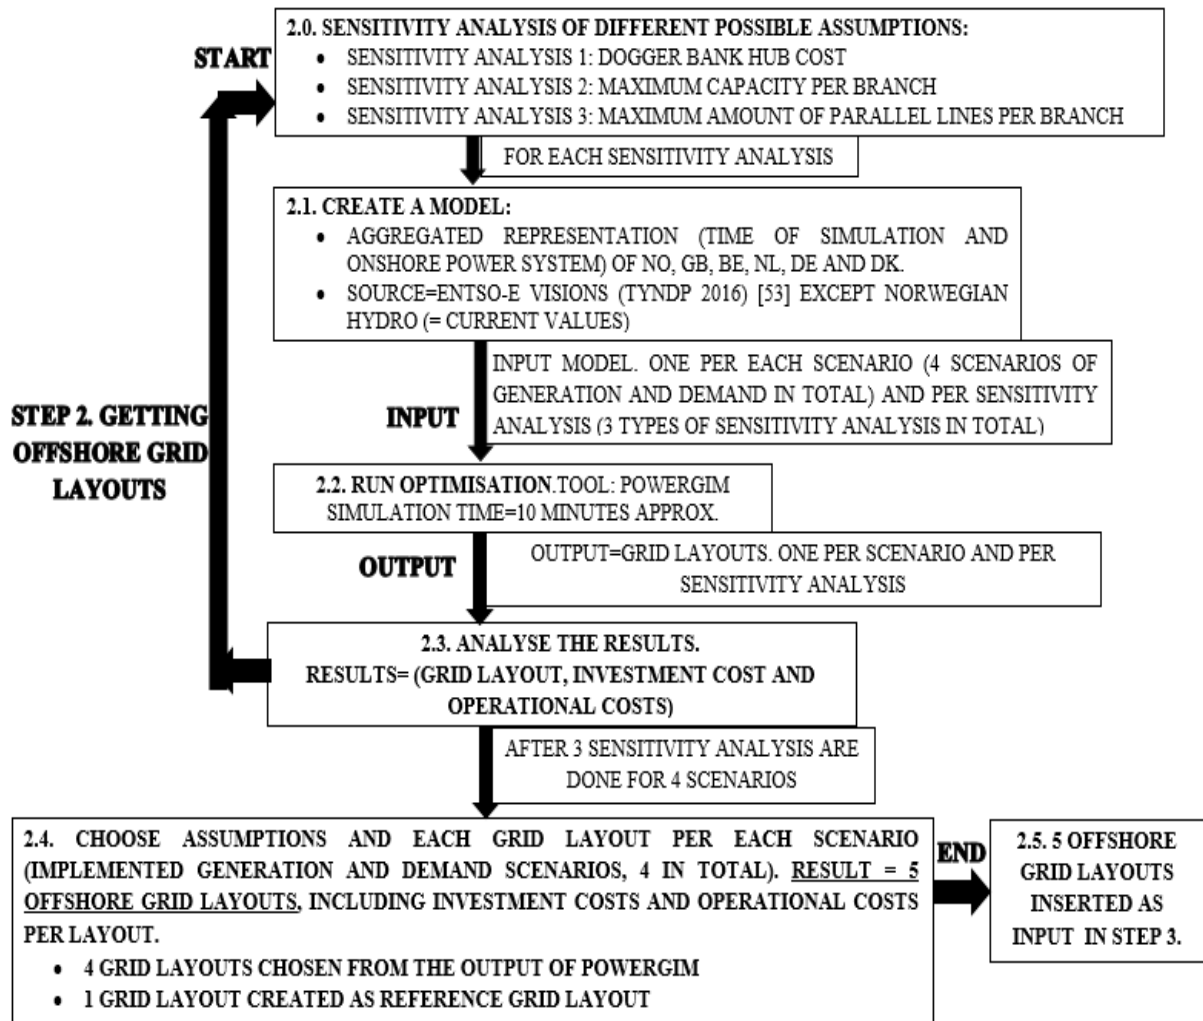 2.0. SENSITIVITY ANALYSIS OF DIFFERENT POSSIBLE ASSUMPTIONS:
• SENSITIVITY ANALYSIS 1: DOGGER BANK HUB COST
• SENSITIVITY ANALYSIS 2: MAXIMUM CAPACITY PER BRANCH
• SENSITIVITY ANALYSIS 3: MAXIMUM AMOUNT OF PARALLEL LINES PER BRANCH
START
FOR EACH SENSITIVITY ANALYSIS
2.1. CREATE A MODEL:
• AGGREGATED REPRESENTATION (TIME OF SIMULATION AND
ONSHORE POWER SYSTEM) OF NO, GB, BE, NL, DE AND DK.
• SOURCE=ENTSO-E VISIONS (TYNDP 2016) [53] EXCEPT NORWEGIAN
HYDRO (= CURRENT VALUES)
INPUT MODEL. ONE PER EACH SCENARIO (4 SCENARIOS OF
GENERATION AND DEMAND IN TOTAL) AND PER SENSITIVITY
ANALYSIS (3 TYPES OF SENSITIVITY ANALYSIS IN TOTAL)
INPUT
STEP 2. GETTING
OFFSHORE GRID
LAYOUTS
2.2. RUN OPTIMISATION.TOOL: POWERGIM
SIMULATION TIME=10 MINUTES APPROX.
OUTPUT
OUTPUT=GRID LAYOUTS. ONE PER SCENARIO AND PER
SENSITIVITY ANALYSIS
2.3. ANALYSE THE RESULTS.
RESULTS= (GRID LAYOUT, INVESTMENT COST AND
OPERATIONAL COSTS)
AFTER 3 SENSITIVITY ANALYSIS ARE
DONE FOR 4 SCENARIOS
2.4. CHOOSE ASSUMPTIONS AND EACH GRID LAYOUT PER EACH SCENARIO
(IMPLEMENTED GENERATION AND DEMAND SCENARIOS, 4 IN TOTAL). RESULT = 5
OFFSHORE GRID LAYOUTS, INCLUDING INVESTMENT COSTS AND OPERATIONAL COSTS
PER LAYOUT.
• 4 GRID LAYOUTS CHOSEN FROM THE OUTPUT OF POWERGIM
• 1 GRID LAYOUT CREATED AS REFERENCE GRID LAYOUT
END
2.5. 5 OFFSHORE
GRID LAYOUTS
INSERTED AS
INPUT IN STEP 3.